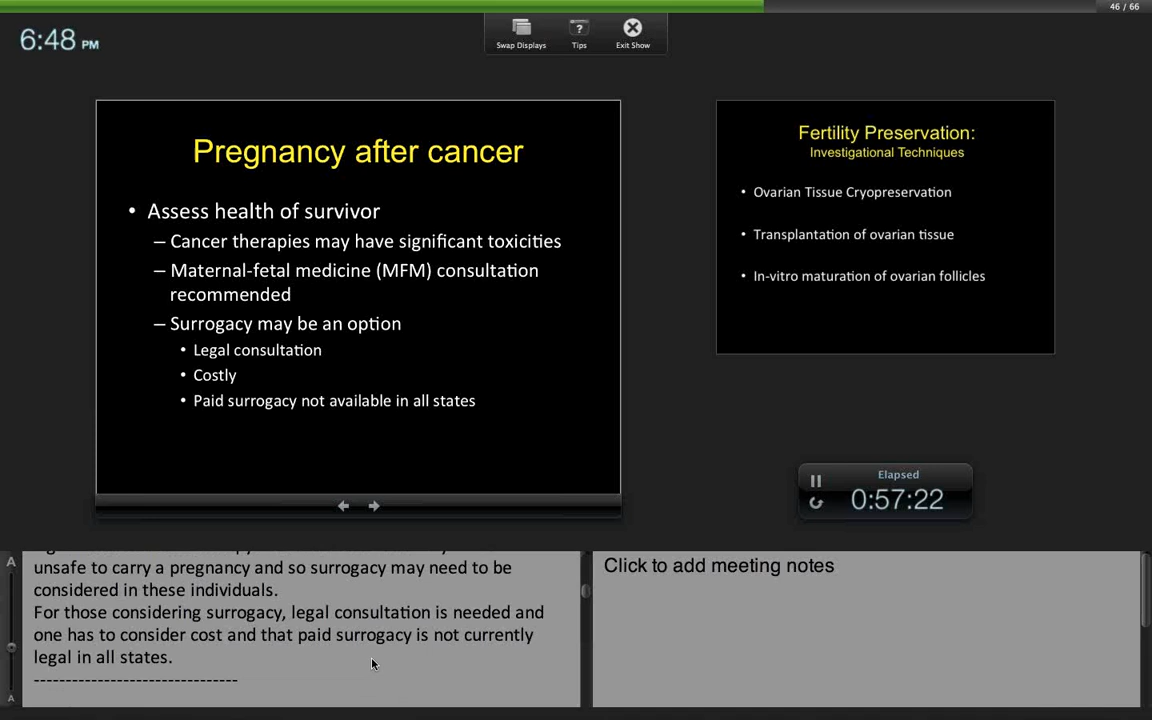 46 / 66
6:48 PM
Swap Displays
Tips
Exit Show
Pregnancy after cancer
• Assess health of survivor
– Cancer therapies may have significant toxicities
– Maternal-fetal medicine (MFM) consultation
recommended
– Surrogacy may be an option
• Legal consultation
• Costly
• Paid surrogacy not available in all states
Fertility Preservation:
Investigational Techniques
• Ovarian Tissue Cryopreservation
• Transplantation of ovarian tissue
• In-vitro maturation of ovarian follicles
Elapsed
0:57:22
A
A
unsafe to carry a pregnancy and so surrogacy may need to be
considered in these individuals.
For those considering surrogacy, legal consultation is needed and
one has to consider cost and that paid surrogacy is not currently
legal in all states.
--------------------------------
Click to add meeting notes